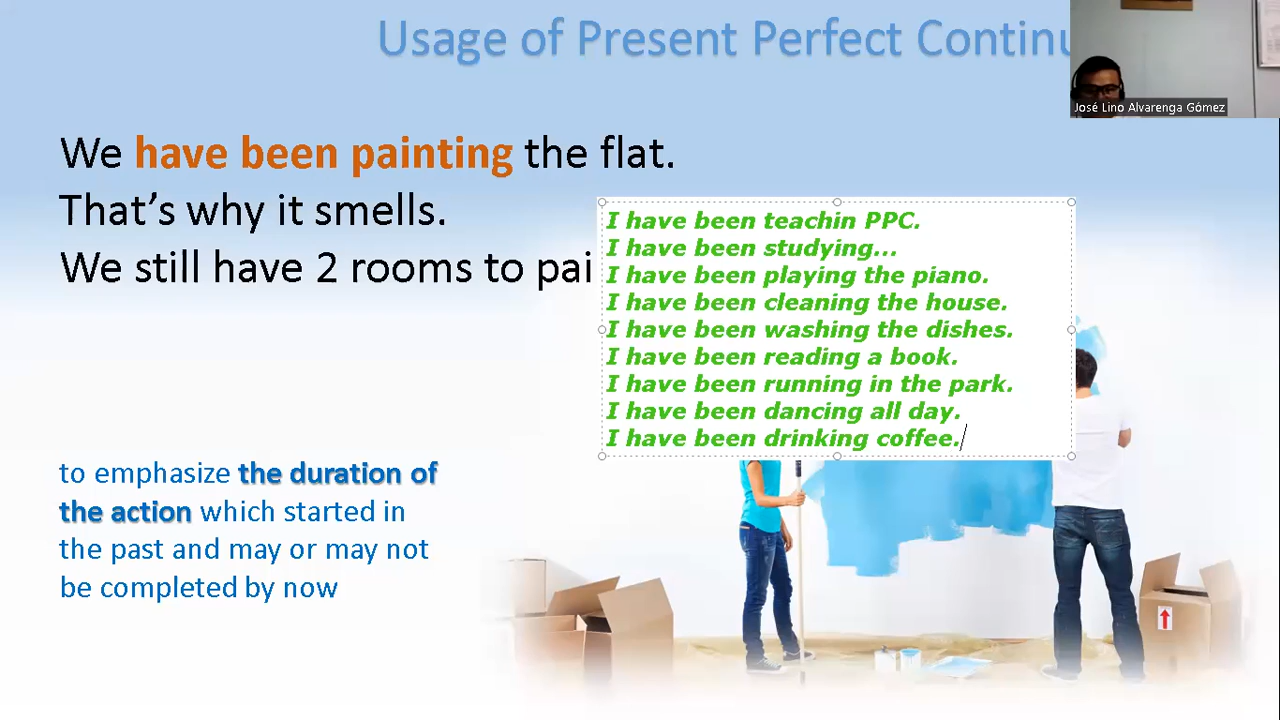 Usage of Present Perfect Continu
José Lino Alvarenga Gómez
We have been painting the flat.
That's why it smells.
We still have 2 rooms to pai
I have been teachin PPC.
I have been studying...
I have been playing the piano.
I have been cleaning the house.
I have been washing the dishes.
I have been reading a book.
I have been running in the park.
I have been dancing all day.
I have been drinking coffee.
to emphasize the duration of
the action which started in
the past and may or may not
be completed by now